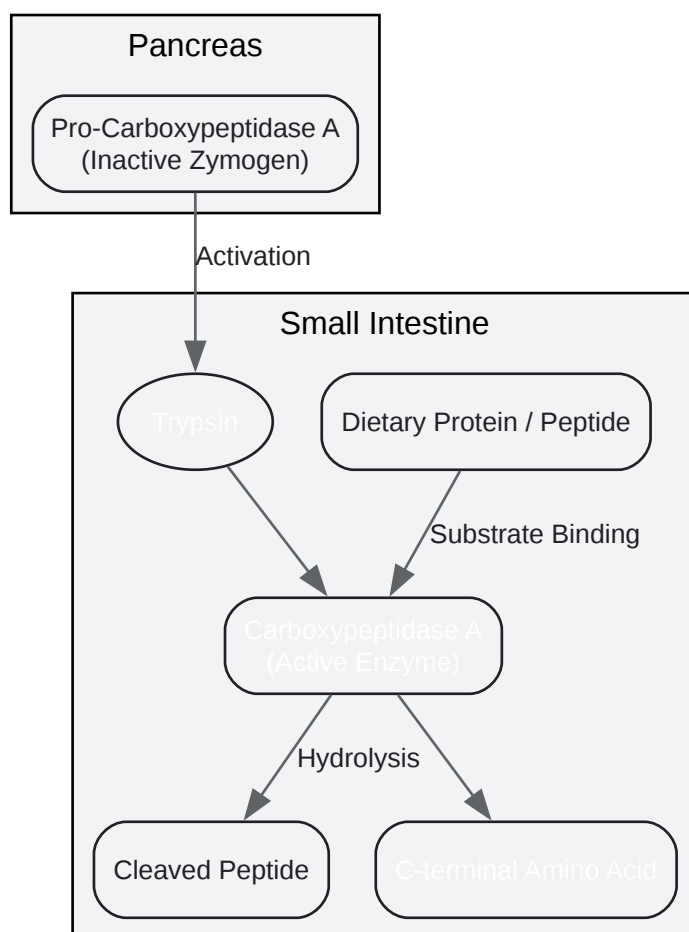 Pancreas
Pro-Carboxypeptidase A
(Inactive Zymogen)
Activation
Small Intestine
Trypsin
Dietary Protein / Peptide
Substrate Binding
Carboxypeptidase A
(Active Enzyme)
Hydrolysis
Cleaved Peptide
C-terminal Amino Acid